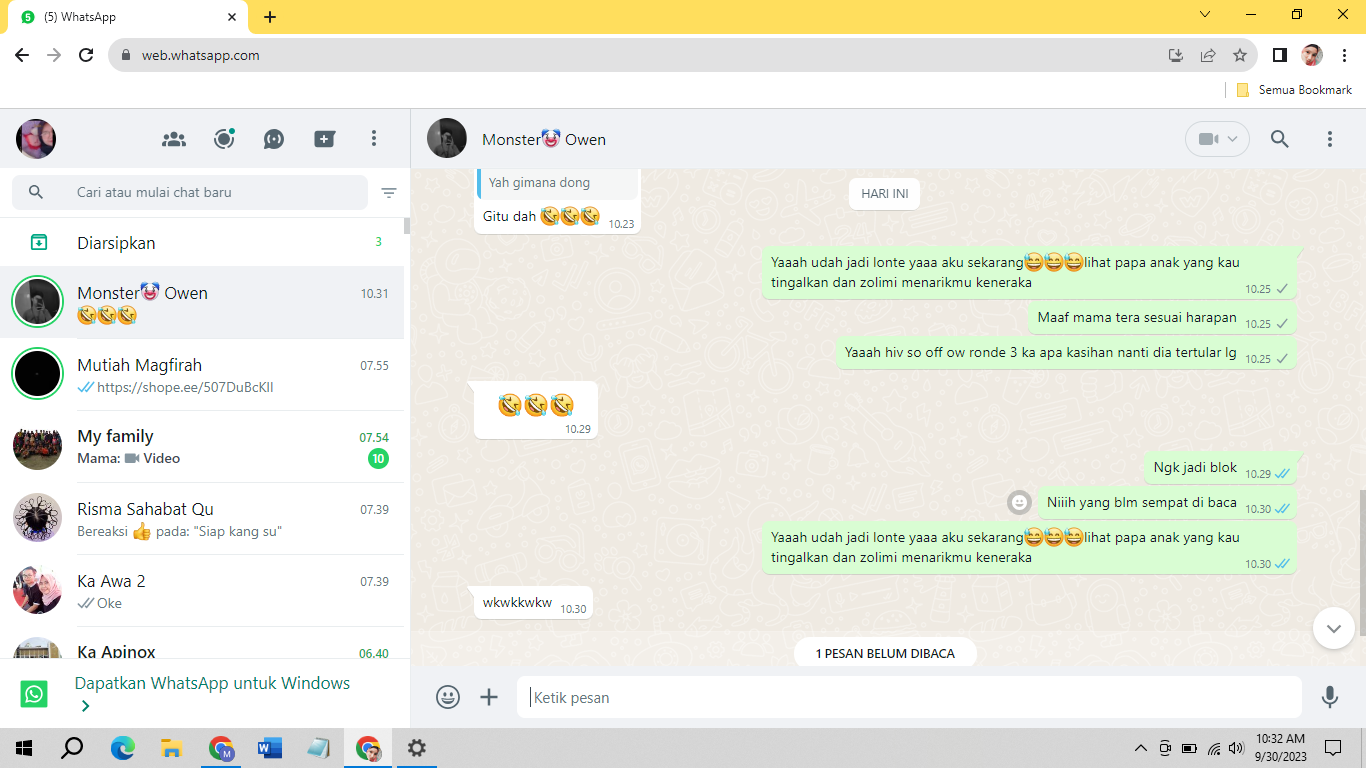 (5) WhatsApp
web.whatsapp.com
Semua Bookmark
Cari atau mulai chat baru
Diarsipkan
3
Monster🤡 Owen
10.31
🤣🤣🤣
Mutiah Magfirah
07.55
https://shope.ee/507DuBcKII
My family
07.54
Mama: Video
10
Risma Sahabat Qu
07.39
Bereaksi 👍 pada: "Siap kang su"
Ka Awa 2
07.39
Oke
Ka Apinox
06.40
Dapatkan WhatsApp untuk Windows
Monster🤡 Owen
Yah gimana dong
Gitu dah 🤣🤣🤣 10.23
HARI INI
Yaaah udah jadi lonte yaaa aku sekarang😅😅😅lihat papa anak yang kau
tingalkan dan zolimi menarikmu keneraka 10.25
Maaf mama tera sesuai harapan 10.25
Yaaah hiv so off ow ronde 3 ka apa kasihan nanti dia tertular lg 10.25
🤣🤣🤣
10.29
Ngk jadi blok 10.29
Niiih yang blm sempat di baca 10.30
Yaaah udah jadi lonte yaaa aku sekarang😅😅😅lihat papa anak yang kau
tingalkan dan zolimi menarikmu keneraka 10.30
wkwkkwkw 10.30
1 PESAN BELUM DIBACA
Ketik pesan
10:32 AM
9/30/2023